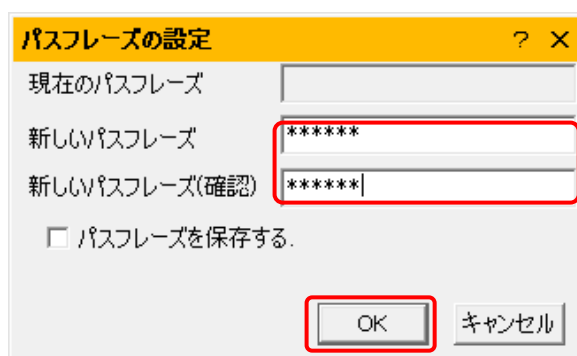 パスフレーズの設定 ? ×
現在のパスフレーズ
新しいパスフレーズ ******
新しいパスフレーズ(確認) ******
パスフレーズを保存する.
OK キャンセル